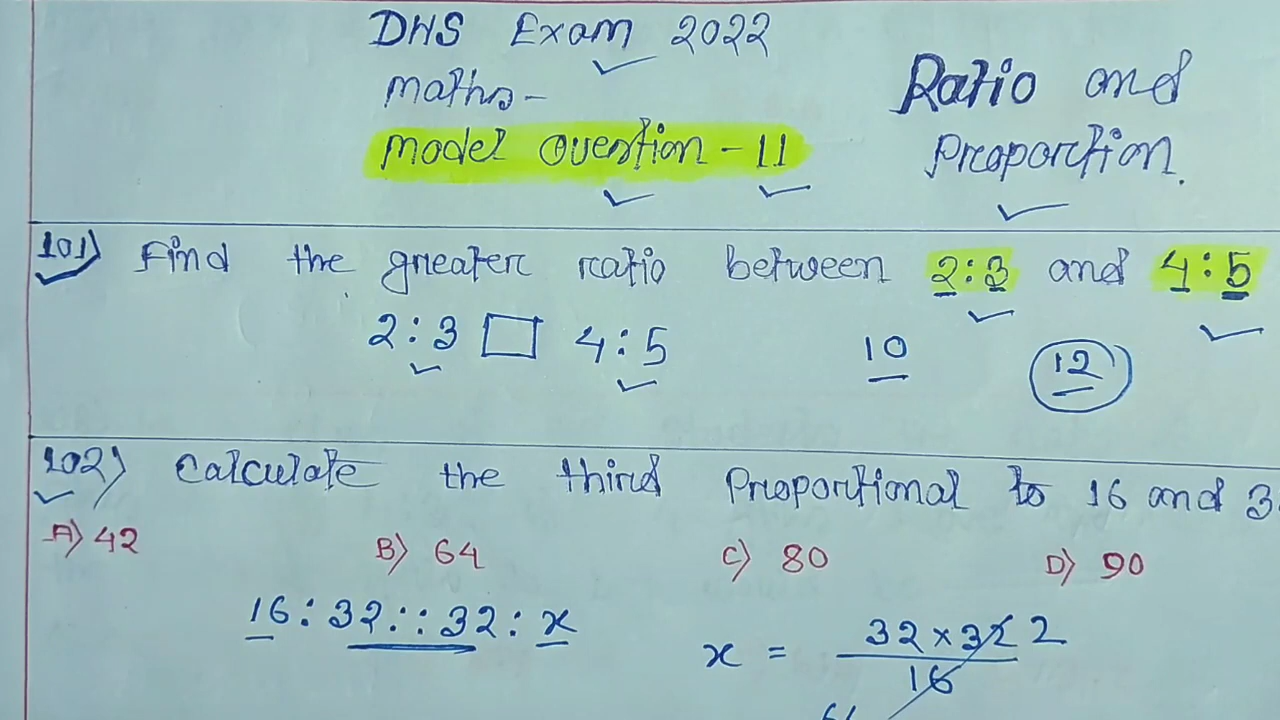 DHS Exam 2022
Maths-
Model Question - 11
Ratio and
Proportion.
101) Find the greater ratio between 2:3 and 4:5
2:3 □ 4:5 10 12
102) Calculate the third Proportional to 16 and 3
A) 42 B) 64 C) 80 D) 90
16:32::32:x
x = 32×32 2
16
64